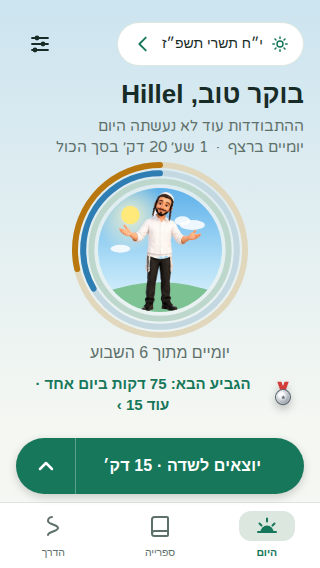 י״ח תשרי תשפ״ז
בוקר טוב, Hillel
ההתבודדות עוד לא נעשתה היום
יומיים ברצף · 1 שע׳ 20 דק׳ בסך הכול
יומיים מתוך 6 השבוע
הגביע הבא: 75 דקות ביום אחד ·
עוד 15 ›
יוצאים לשדה · 15 דק׳
היום
ספרייה
הדרך